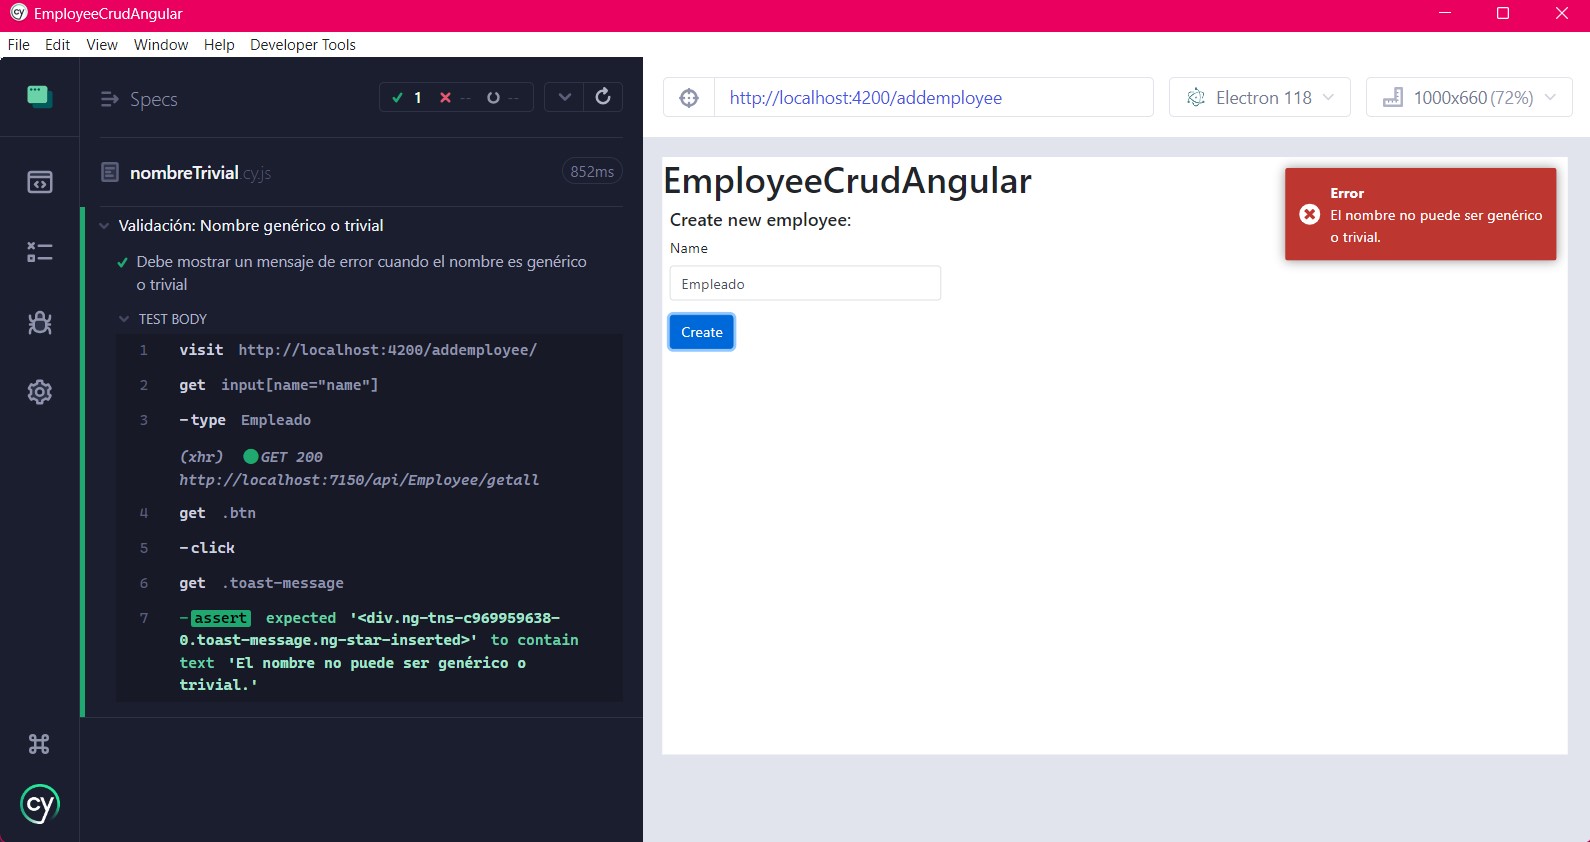 cy EmployeeCrudAngular
File Edit View Window Help Developer Tools
Specs
1 -- --
nombreTrivial.cy.js 852ms
Validación: Nombre genérico o trivial
Debe mostrar un mensaje de error cuando el nombre es genérico
o trivial
TEST BODY
1 visit http://localhost:4200/addemployee/
2 get input[name="name"]
3 -type Empleado
(xhr) GET 200
http://localhost:7150/api/Employee/getall
4 get .btn
5 -click
6 get .toast-message
7 -assert expected '<div.ng-tns-c969959638-
0.toast-message.ng-star-inserted>' to contain
text 'El nombre no puede ser genérico o
trivial.'
cy
http://localhost:4200/addemployee
Electron 118
1000x660 (72%)
EmployeeCrudAngular
Create new employee:
Name
Empleado
Create
Error
El nombre no puede ser genérico
o trivial.